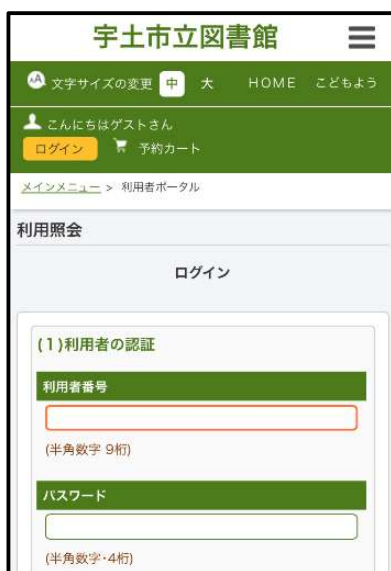 宇土市立図書館
文字サイズの変更 中 大 HOME こどもよう
こんにちはゲストさん
ログイン 予約カート
メインメニュー > 利用者ポータル
利用照会
ログイン
(1)利用者の認証
利用者番号
(半角数字 9桁)
パスワード
(半角数字･4桁)